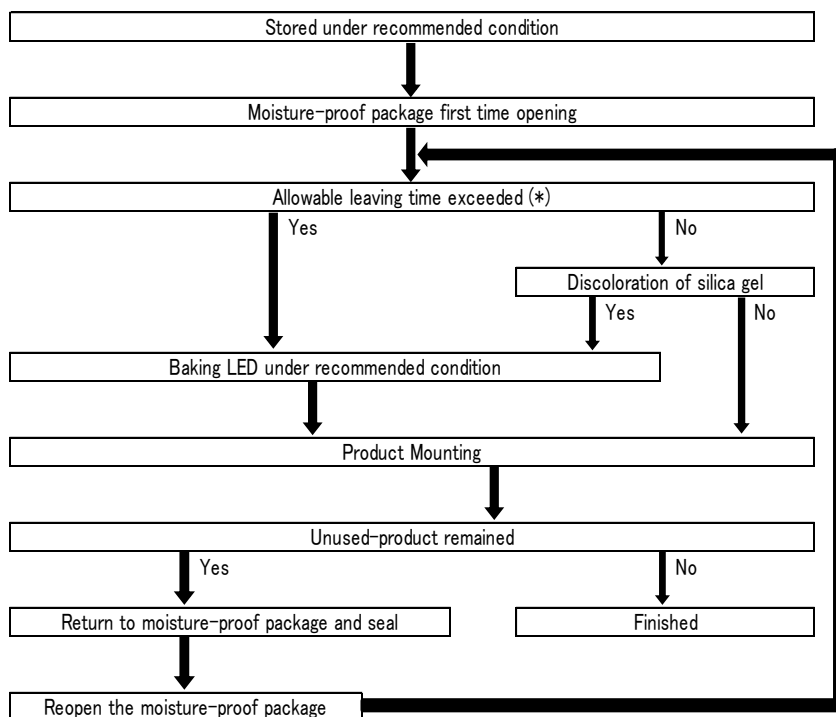 Stored under recommended condition
Moisture-proof package first time opening
Allowable leaving time exceeded (*)
Yes
No
Discoloration of silica gel
Yes
No
Baking LED under recommended condition
Product Mounting
Unused-product remained
Yes
No
Return to moisture-proof package and seal
Finished
Reopen the moisture-proof package